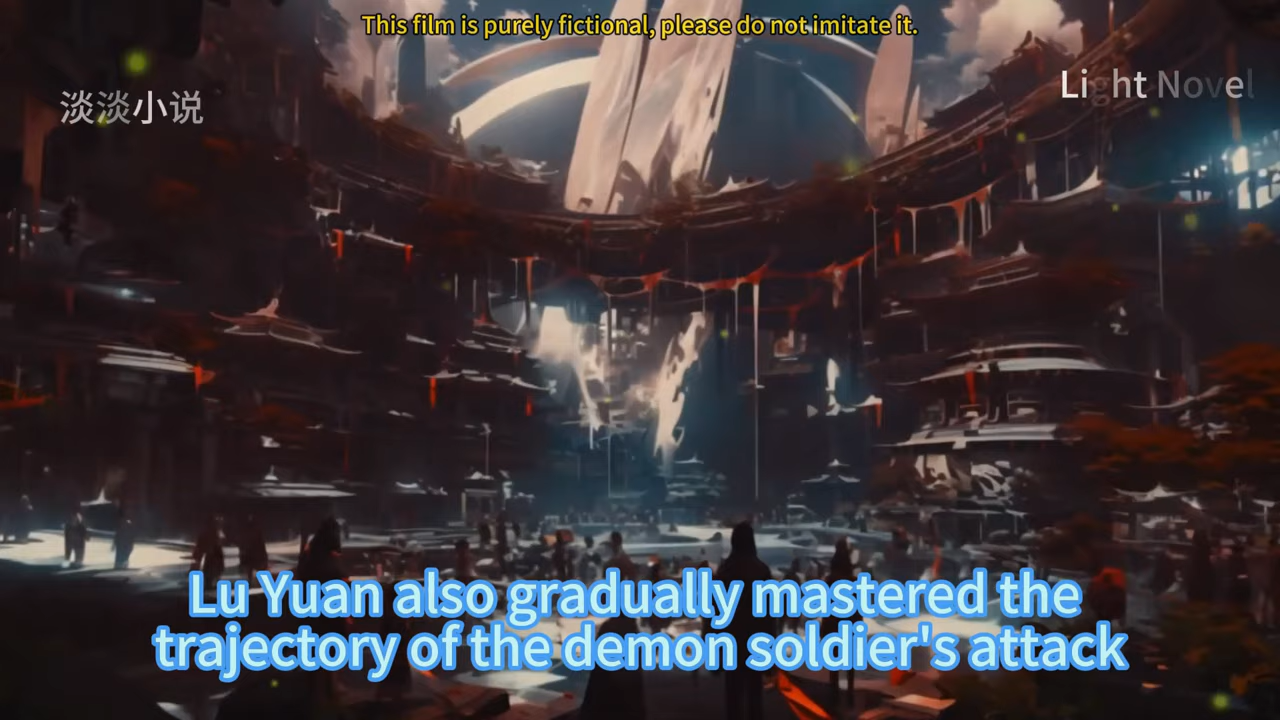 This film is purely fictional, please do not imitate it.
淡淡小说
Light Novel
Lu Yuan also gradually mastered the
trajectory of the demon soldier's attack